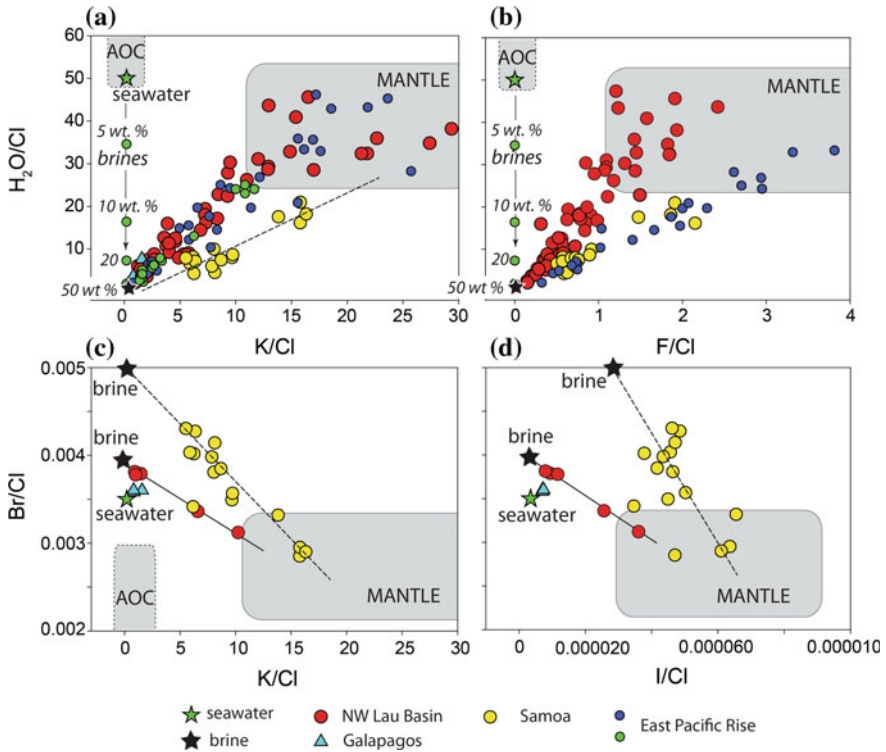 (a)
(b)
60
50
40
30
20
10
0
H₂O/Cl
AOC
seawater
5 wt. %
brines
10 wt. %
20
50 wt %
MANTLE
0 5 10 15 20 25 30
K/Cl
AOC
seawater
5 wt. %
brines
10 wt. %
20
50 wt %
MANTLE
0 1 2 3 4
F/Cl
(c)
(d)
0.005
0.004
0.003
0.002
Br/Cl
brine
brine
seawater
AOC
MANTLE
0 5 10 15 20 25 30
K/Cl
brine
brine
seawater
MANTLE
0 0.000020 0.000060 0.000010
I/Cl
seawater NW Lau Basin Samoa East Pacific Rise
brine Galapagos